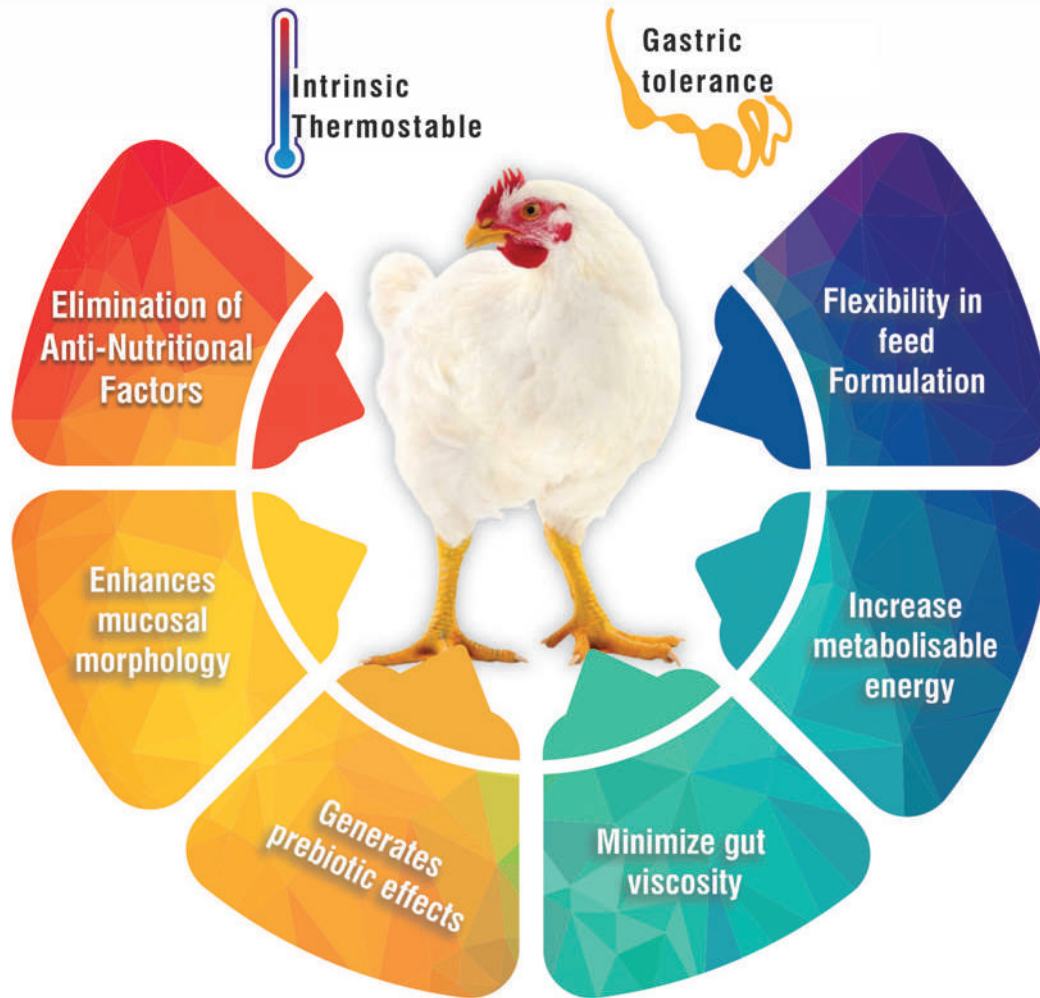 Intrinsic
Thermostable
Gastric
tolerance
Elimination of
Anti-Nutritional
Factors
Flexibility in
feed
Formulation
Enhances
mucosal
morphology
Increase
metabolisable
energy
Generates
prebiotic effects
Minimize gut
viscosity